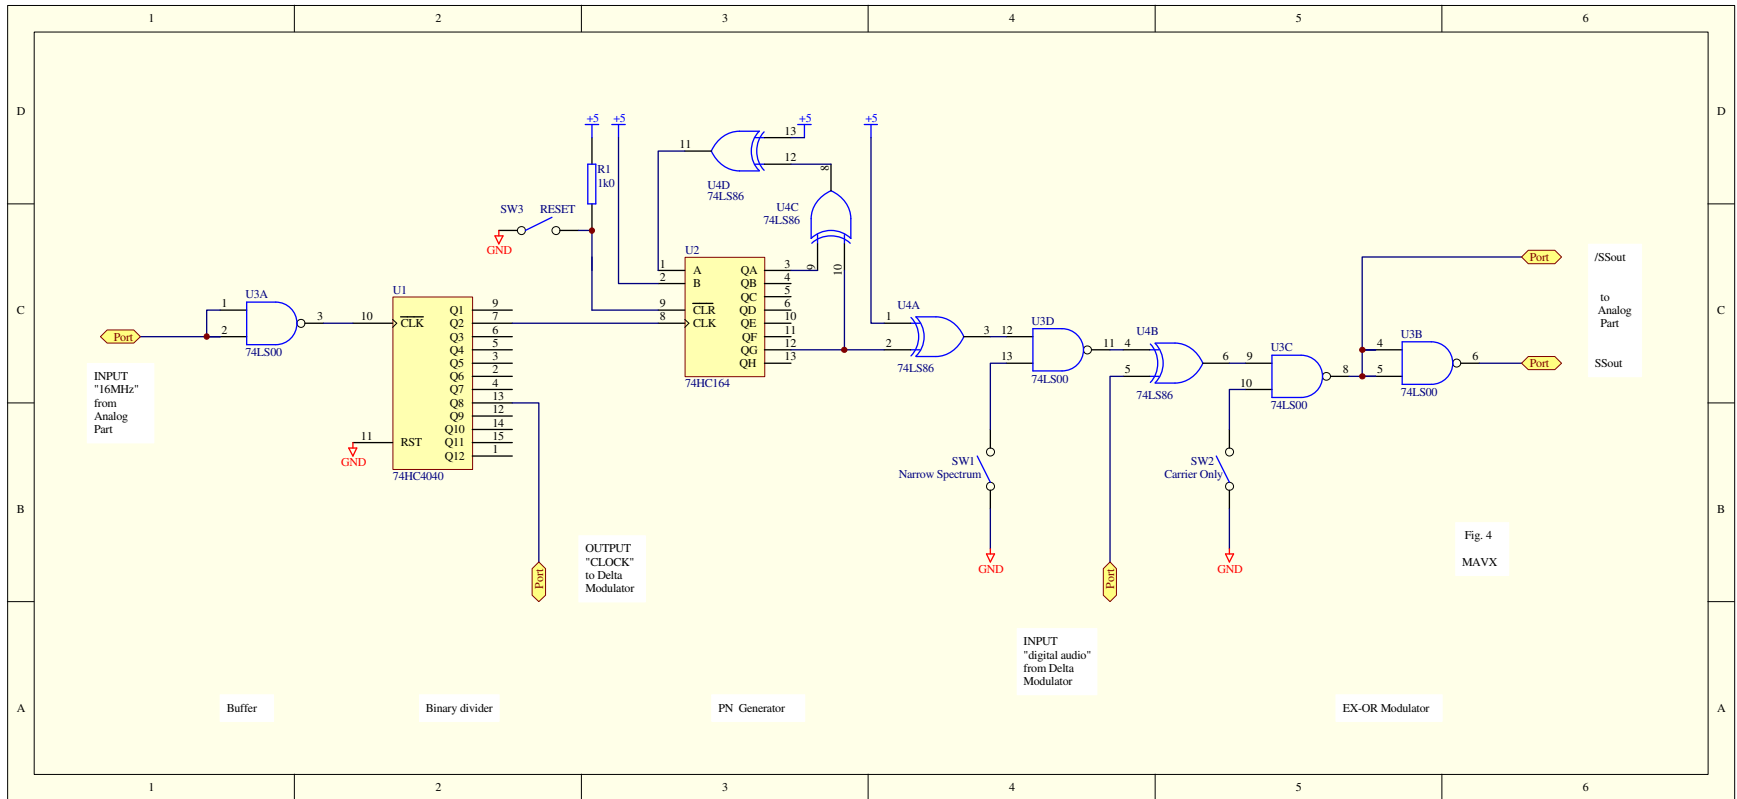 1 2 3 4 5 6
D D
+5 +5 +5 +5
13
11
12
R1
1k0
8
U4D
74LS86
U4C
74LS86
SW3 RESET
GND
9 10
U2
1 A QA 3
2 B QB 4
QC 5
9 CLR QD 6
8 CLK QE 10
QF 11
QG 12
QH 13
74HC164
C C
Port
/SSout
to
Analog
Part
SSout
Port
U3A
1
2
3
74LS00
Port
INPUT
"16MHz"
from
Analog
Part
U1
10 CLK
Q1 9
Q2 7
Q3 6
Q4 5
Q5 3
Q6 2
Q7 4
Q8 13
Q9 12
Q10 14
11 RST Q11 15
Q12 1
GND
74HC4040
U4A
1
2
3
74LS86
U3D
12
13
11
74LS00
U4B
4
5
6
74LS86
U3C
9
10
8
74LS00
U3B
4
5
6
74LS00
SW1
Narrow Spectrum
GND
SW2
Carrier Only
GND
B B
Fig. 4
MAVX
OUTPUT
"CLOCK"
to Delta
Modulator
Port
Port
INPUT
"digital audio"
from Delta
Modulator
A A
Buffer
Binary divider
PN Generator
EX-OR Modulator
1 2 3 4 5 6